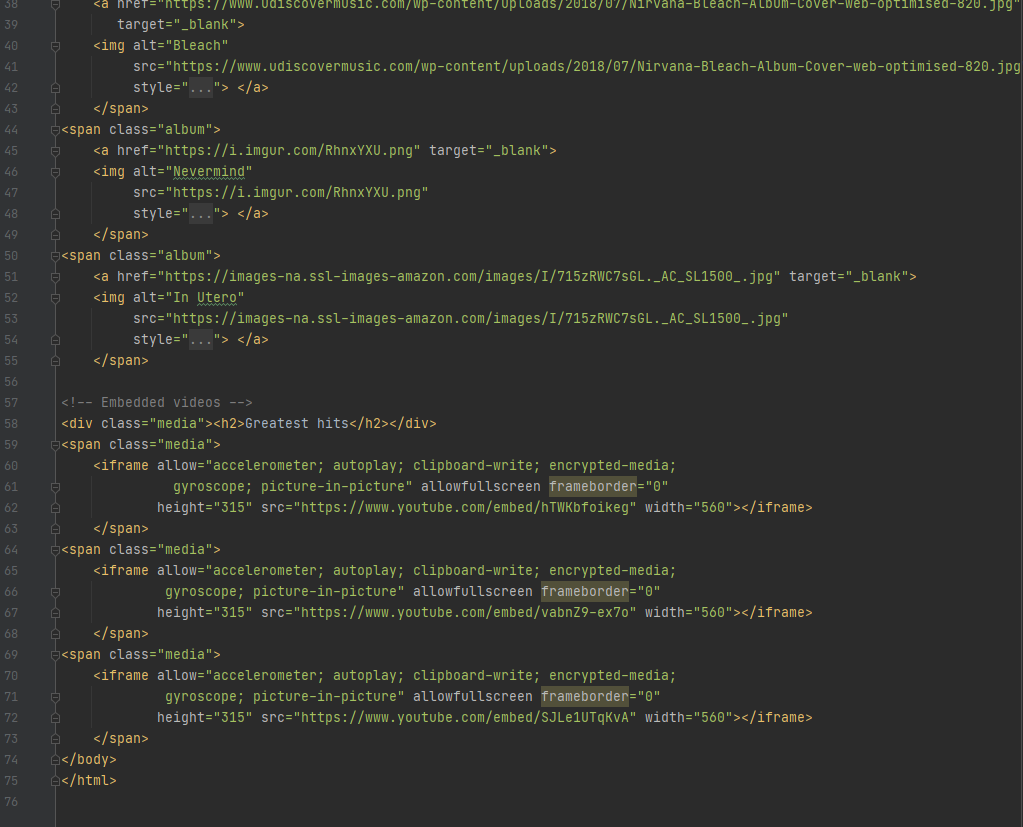 38 <a href="https://www.udiscovermusic.com/wp-content/uploads/2018/07/Nirvana-Bleach-Album-Cover-web-optimised-820.jpg"
39 target="_blank">
40 <img alt="Bleach"
41 src="https://www.udiscovermusic.com/wp-content/uploads/2018/07/Nirvana-Bleach-Album-Cover-web-optimised-820.jpg
42 style="..."> </a>
43 </span>
44 <span class="album">
45 <a href="https://i.imgur.com/RhnxYXU.png" target="_blank">
46 <img alt="Nevermind"
47 src="https://i.imgur.com/RhnxYXU.png"
48 style="..."> </a>
49 </span>
50 <span class="album">
51 <a href="https://images-na.ssl-images-amazon.com/images/I/715zRWC7sGL._AC_SL1500_.jpg" target="_blank">
52 <img alt="In Utero"
53 src="https://images-na.ssl-images-amazon.com/images/I/715zRWC7sGL._AC_SL1500_.jpg"
54 style="..."> </a>
55 </span>
56
57 <!-- Embedded videos -->
58 <div class="media"><h2>Greatest hits</h2></div>
59 <span class="media">
60 <iframe allow="accelerometer; autoplay; clipboard-write; encrypted-media;
61 gyroscope; picture-in-picture" allowfullscreen frameborder="0"
62 height="315" src="https://www.youtube.com/embed/hTWKbfoikeg" width="560"></iframe>
63 </span>
64 <span class="media">
65 <iframe allow="accelerometer; autoplay; clipboard-write; encrypted-media;
66 gyroscope; picture-in-picture" allowfullscreen frameborder="0"
67 height="315" src="https://www.youtube.com/embed/vabnZ9-ex7o" width="560"></iframe>
68 </span>
69 <span class="media">
70 <iframe allow="accelerometer; autoplay; clipboard-write; encrypted-media;
71 gyroscope; picture-in-picture" allowfullscreen frameborder="0"
72 height="315" src="https://www.youtube.com/embed/SJLe1UTqKvA" width="560"></iframe>
73 </span>
74 </body>
75 </html>
76